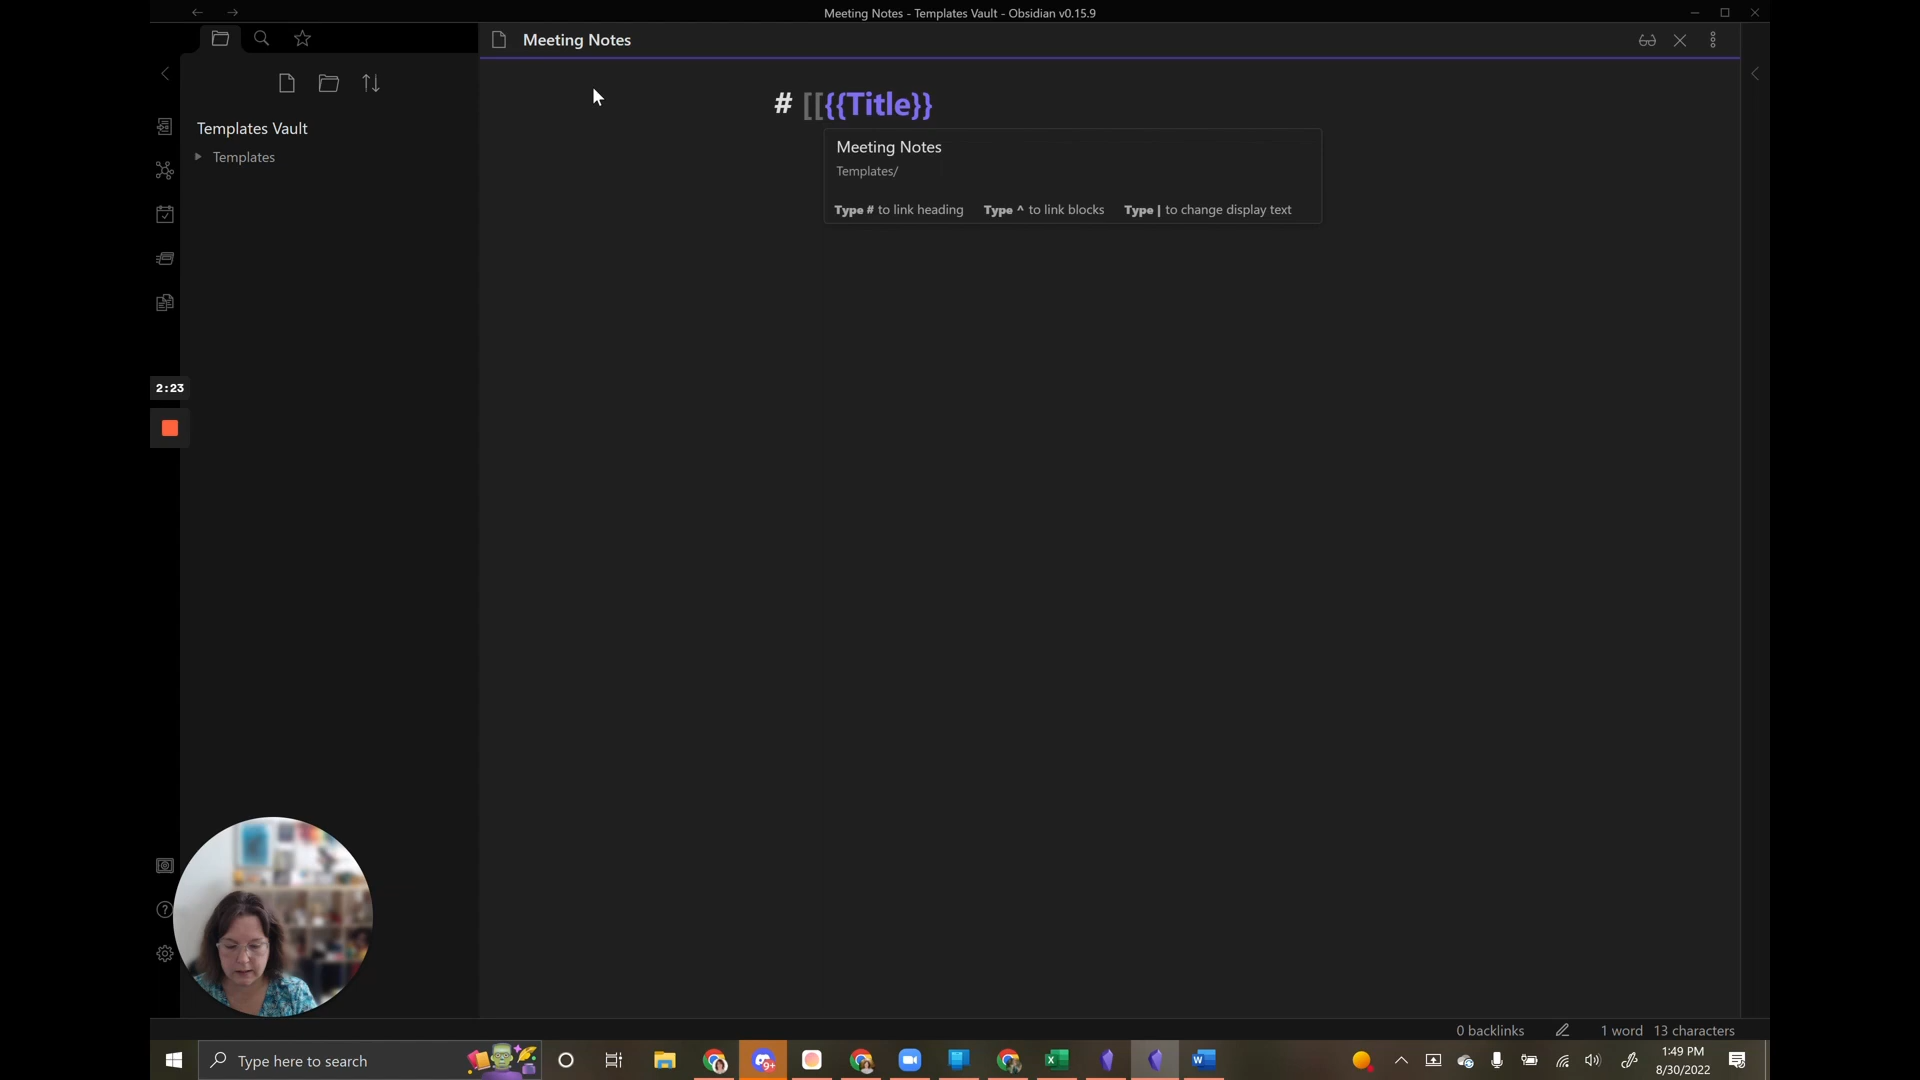 Meeting Notes - Templates Vault - Obsidian v0.15.9
Meeting Notes
# [[{{Title}}
Templates Vault
Meeting Notes
Templates
Templates/
Type # to link heading Type ^ to link blocks Type | to change display text
2:23
0 backlinks 1 word 13 characters
Type here to search
9+
1:49 PM
8/30/2022